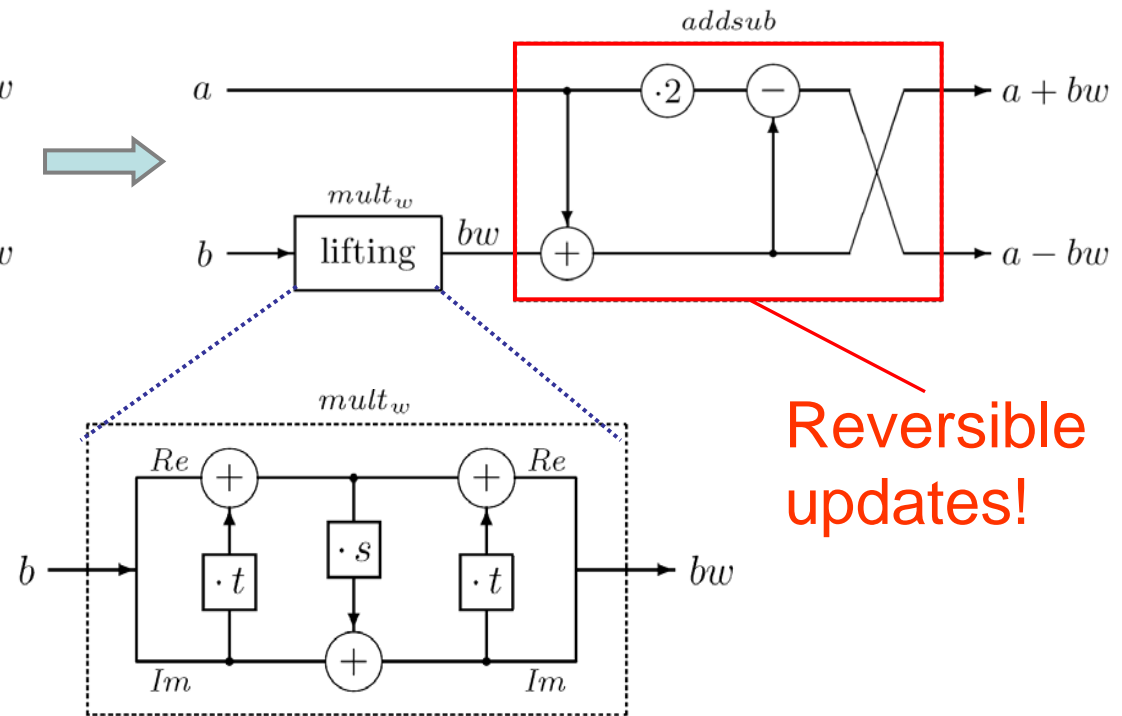 addsub
w
a
·2
−
a + bw
mult_w
w
b
lifting
bw
+
a − bw
mult_w
Reversible
updates!
Re
+
+
Re
· s
b
· t
· t
bw
+
Im
Im